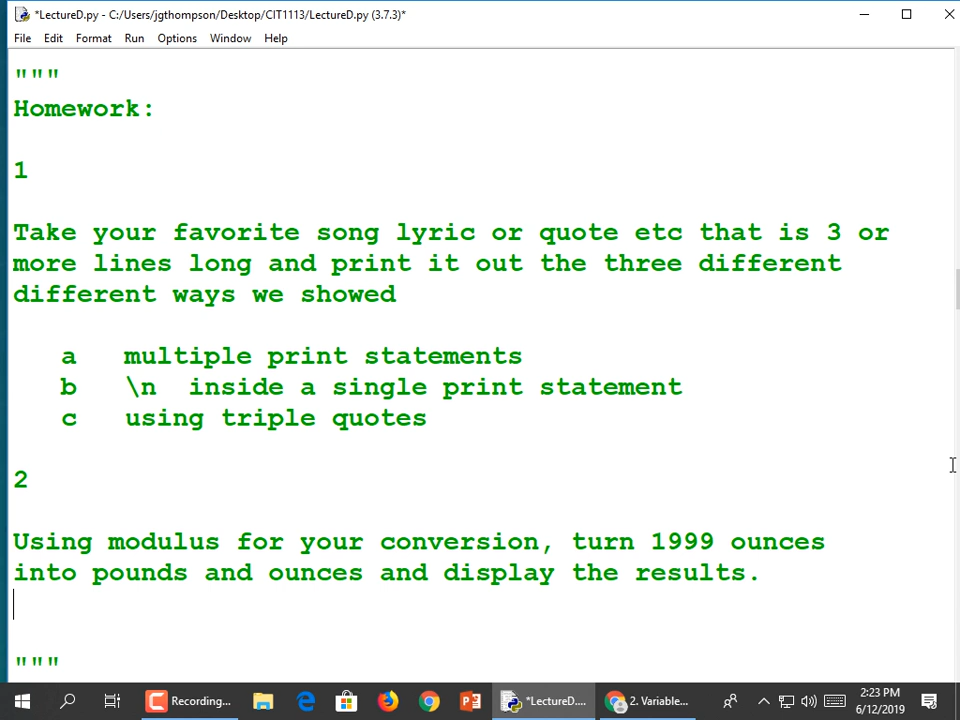 *LectureD.py - C:/Users/jgthompson/Desktop/CIT1113/LectureD.py (3.7.3)*
File Edit Format Run Options Window Help
"""
Homework:
1
Take your favorite song lyric or quote etc that is 3 or
more lines long and print it out the three different
different ways we showed
a multiple print statements
b \n inside a single print statement
c using triple quotes
2
Using modulus for your conversion, turn 1999 ounces
into pounds and ounces and display the results.
"""
Recording... *LectureD.... 2. Variable... 2:23 PM
6/12/2019